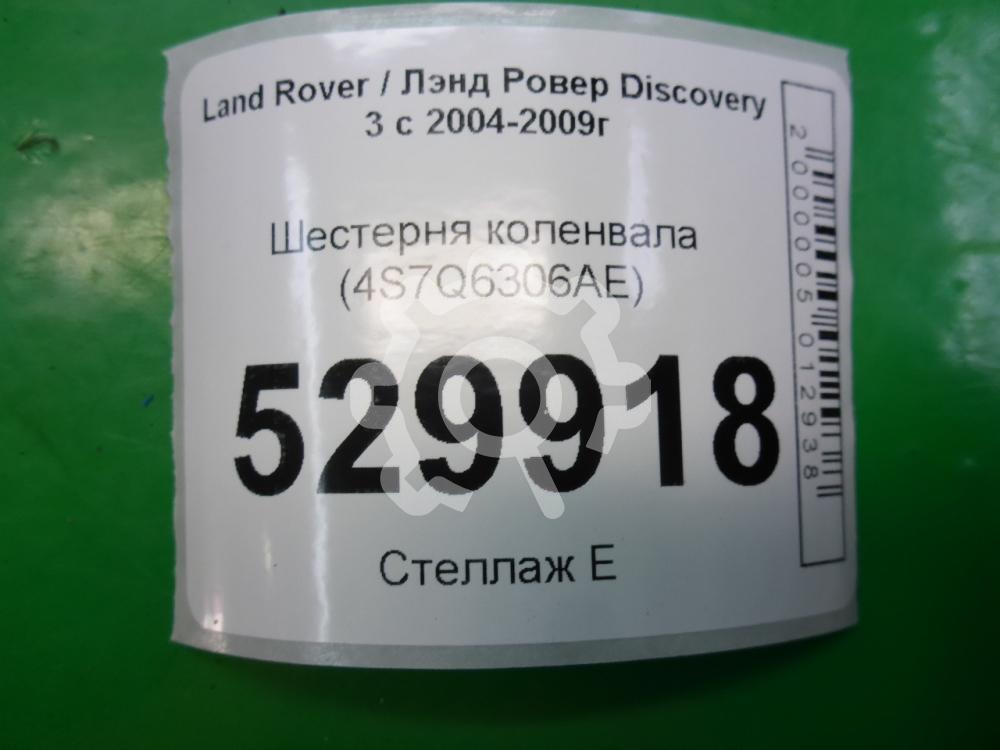 Land Rover / Лэнд Ровер Discovery
3 с 2004-2009г
Шестерня коленвала
(4S7Q6306AE)
529918
Стеллаж Е
2000005012938